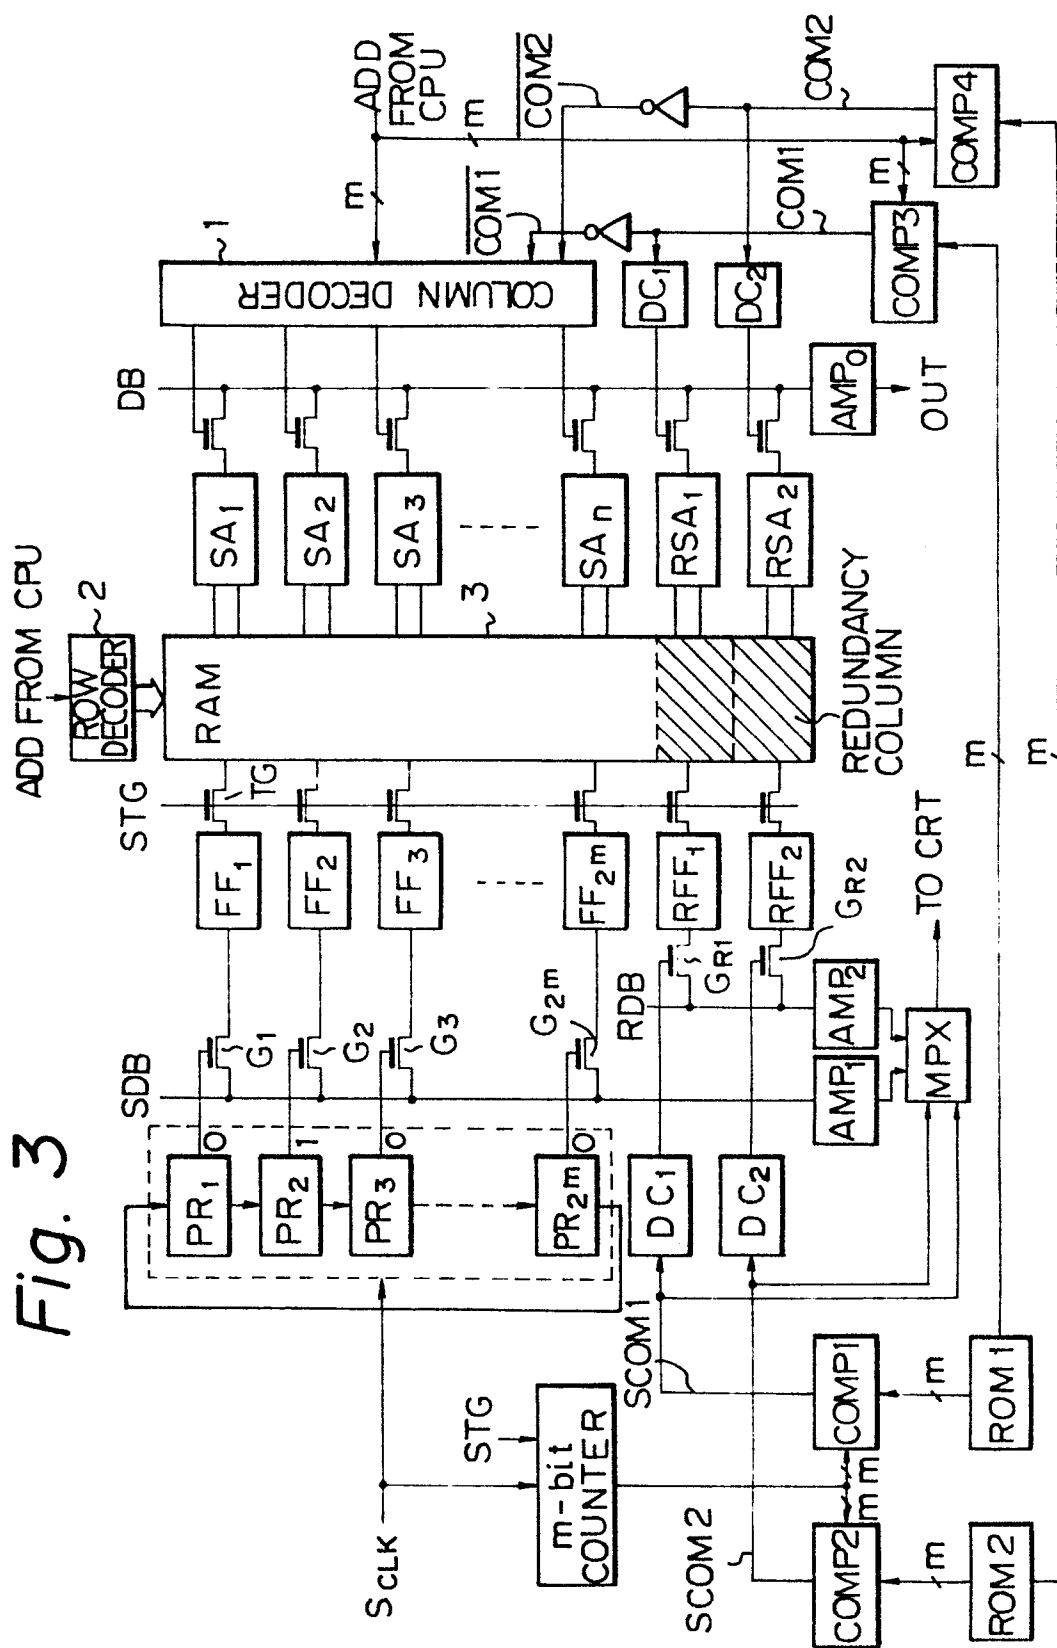 Fig. 3
SCLK
STG
m-bit
COUNTER
SCOM2
SCOM1
COMP2
COMP1
m
m
m
m
ROM2
ROM1
PR1
PR2
PR3
PR2m
0
1
0
0
SDB
G1
G2
G3
G2m
DC1
DC2
RDB
GR1
GR2
AMP1
AMP2
MPX
TO CRT
STG
TG
FF1
FF2
FF3
FF2m
RFF1
RFF2
ADD FROM CPU
ROW
DECODER
2
RAM
3
REDUNDANCY
COLUMN
m
m
SA1
SA2
SA3
SAn
RSA1
RSA2
DB
AMP0
OUT
COLUMN DECODER
1
DC1
DC2
ADD
FROM
CPU
m
m
m
COM1
COM2
COM1
COM2
COMP3
COMP4